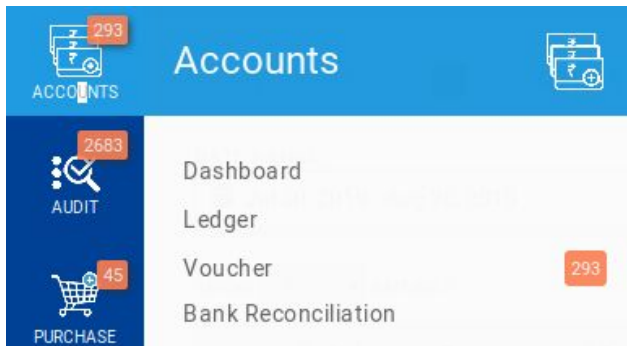 293
ACCOUNTS
Accounts
2683
AUDIT
45
PURCHASE
Dashboard
Ledger
Voucher 293
Bank Reconciliation